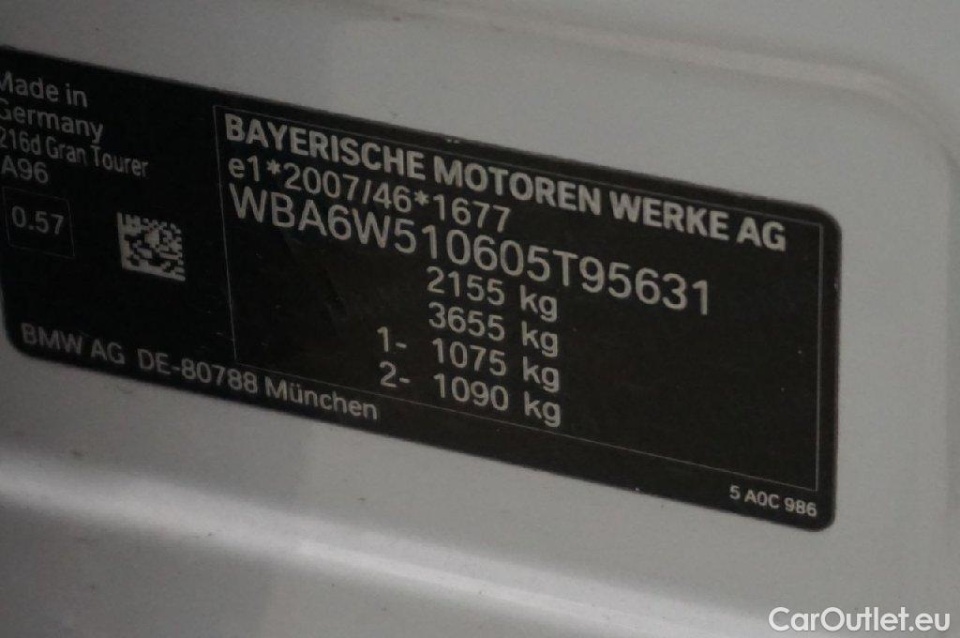 Made in
Germany
216d Gran Tourer
A96
0.57
BAYERISCHE MOTOREN WERKE AG
e1*2007/46*1677
WBA6W510605T95631
2155 kg
3655 kg
1- 1075 kg
2- 1090 kg
BMW AG DE-80788 München
5 A0C 9B6
CarOutlet.eu